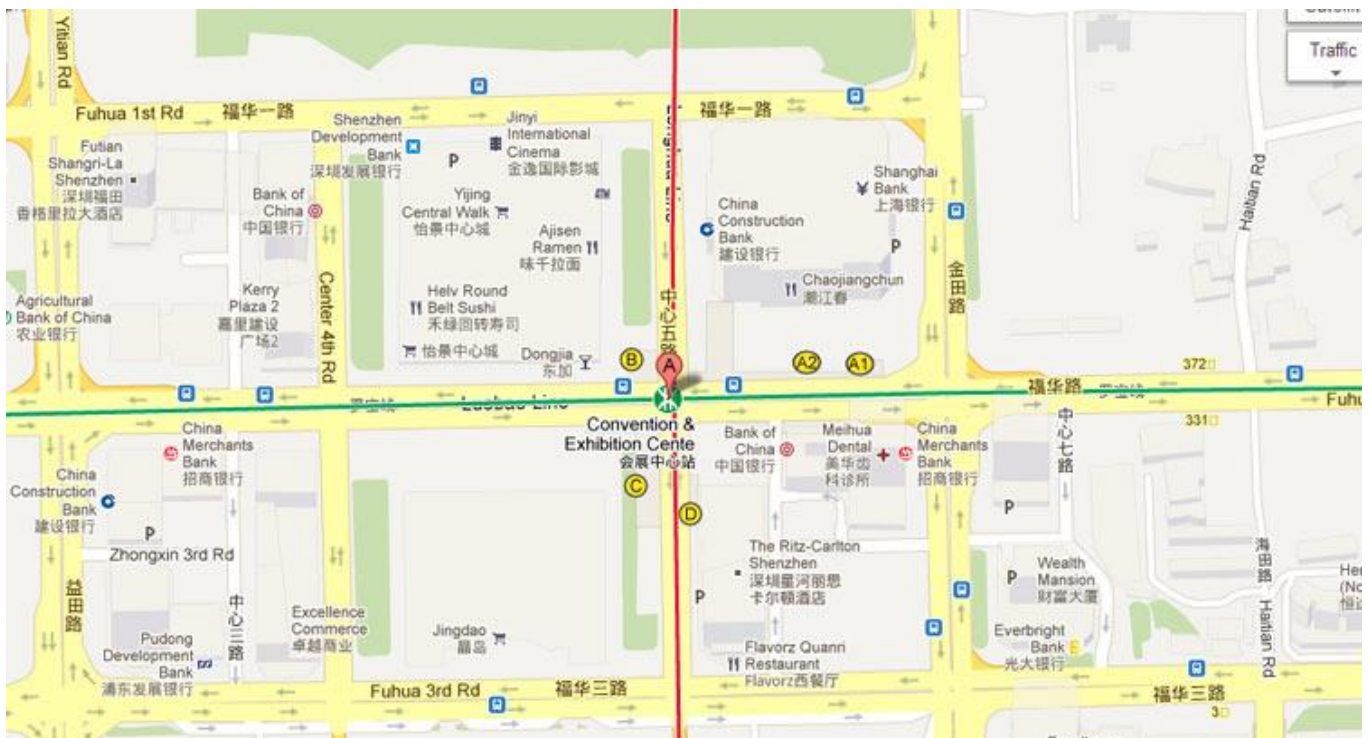 Yitian Rd
Traffic
Fuhua 1st Rd
福华一路
福华一路
Shenzhen
Development
Bank
深圳发展银行
P
Jinyi
International
Cinema
金逸国际影城
Futian
Shangri-La
Shenzhen
深圳福田
香格里拉大酒店
Bank of
China
中国银行
Yijing
Central Walk
怡景中心城
Ajisen
Ramen
味千拉面
China
Construction
Bank
建设银行
Shanghai
Bank
上海银行
P
Haitian Rd
Agricultural
Bank of China
农业银行
Kerry
Plaza 2
嘉里建设
广场2
Center 4th Rd
Helv Round
Belt Sushi
禾绿回转寿司
怡景中心城
Dongjia
东加
中心五路
Chaojiangchun
潮江春
金田路
B
A
A2
A1
372
罗宝线
Luobao Line
福华路
罗宝线
Convention &
Exhibition Cente
会展中心站
331
China
Merchants
Bank
招商银行
Bank of
China
中国银行
Meihua
Dental
美华齿
科诊所
China
Merchants
Bank
招商银行
中心七路
China
Construction
Bank
建设银行
P
Zhongxin 3rd Rd
C
D
P
The Ritz-Carlton
Shenzhen
深圳星河丽思
卡尔顿酒店
P
Wealth
Mansion
财富大厦
P
海田路
Haitian Rd
益田路
中心三路
Excellence
Commerce
卓越商业
Jingdao
晶岛
Pudong
Development
Bank
浦东发展银行
Flavorz Quanri
Restaurant
Flavorz西餐厅
Everbright
Bank
光大银行
Fuhua 3rd Rd
福华三路
福华三路
3